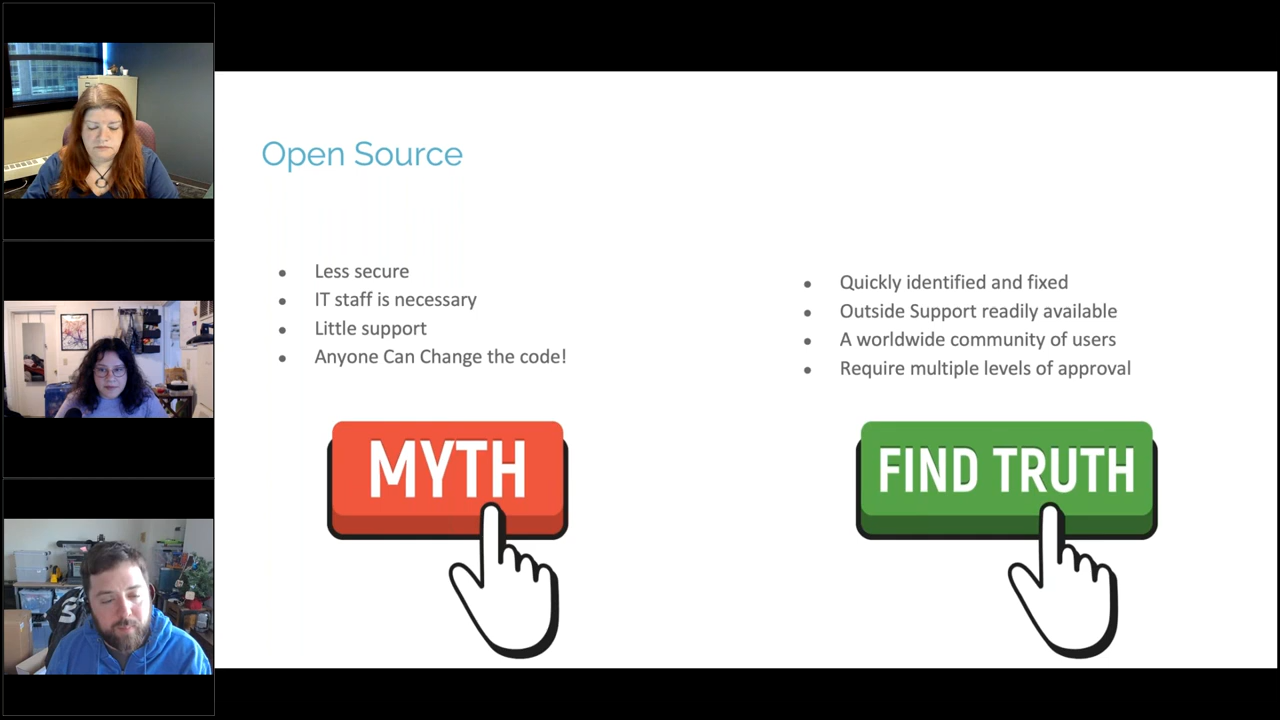 Open Source
Less secure
IT staff is necessary
Little support
Anyone Can Change the code!
MYTH
Quickly identified and fixed
Outside Support readily available
A worldwide community of users
Require multiple levels of approval
FIND TRUTH